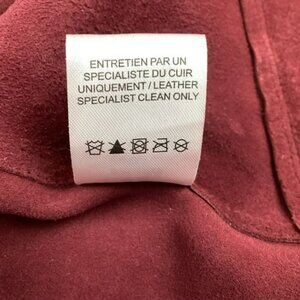 ENTRETIEN PAR UN
SPECIALISTE DU CUIR
UNIQUEMENT / LEATHER
SPECIALIST CLEAN ONLY